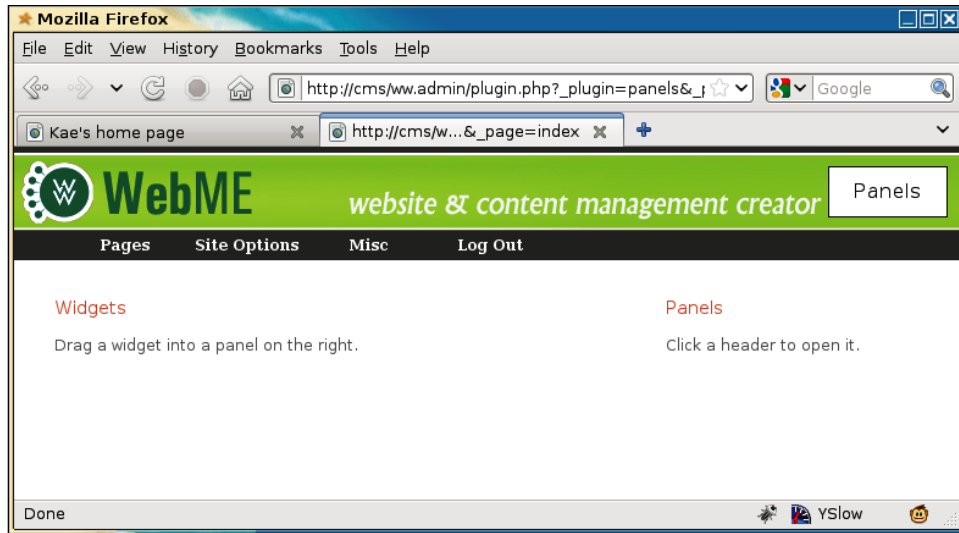 Mozilla Firefox
File Edit View History Bookmarks Tools Help
http://cms/ww.admin/plugin.php?_plugin=panels&_
Google
Kae's home page
http://cms/w...&_page=index
WebME
website & content management creator
Panels
Pages Site Options Misc Log Out
Widgets Panels
Drag a widget into a panel on the right. Click a header to open it.
Done YSlow